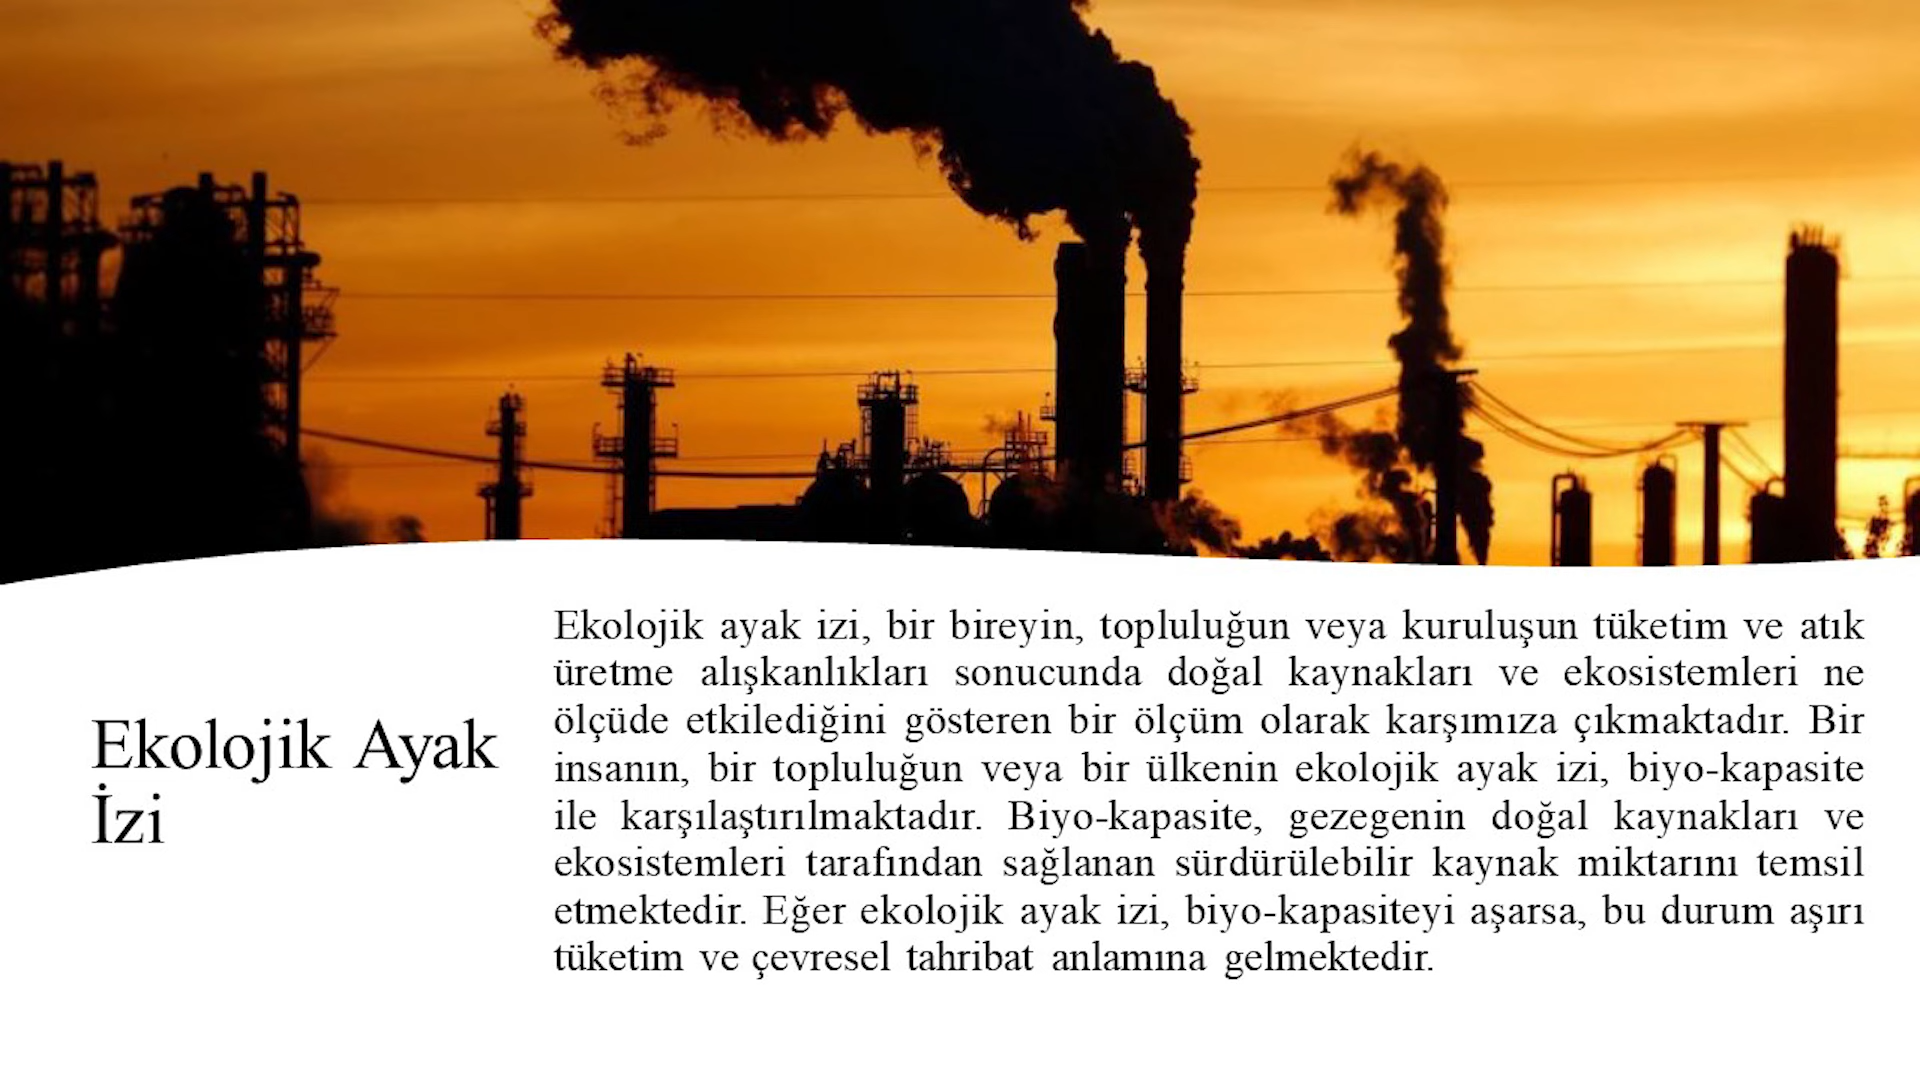 Ekolojik Ayak
İzi
Ekolojik ayak izi, bir bireyin, topluluğun veya kuruluşun tüketim ve atık
üretme alışkanlıkları sonucunda doğal kaynakları ve ekosistemleri ne
ölçüde etkilediğini gösteren bir ölçüm olarak karşımıza çıkmaktadır. Bir
insanın, bir topluluğun veya bir ülkenin ekolojik ayak izi, biyo-kapasite
ile karşılaştırılmaktadır. Biyo-kapasite, gezegenin doğal kaynakları ve
ekosistemleri tarafından sağlanan sürdürülebilir kaynak miktarını temsil
etmektedir. Eğer ekolojik ayak izi, biyo-kapasiteyi aşarsa, bu durum aşırı
tüketim ve çevresel tahribat anlamına gelmektedir.